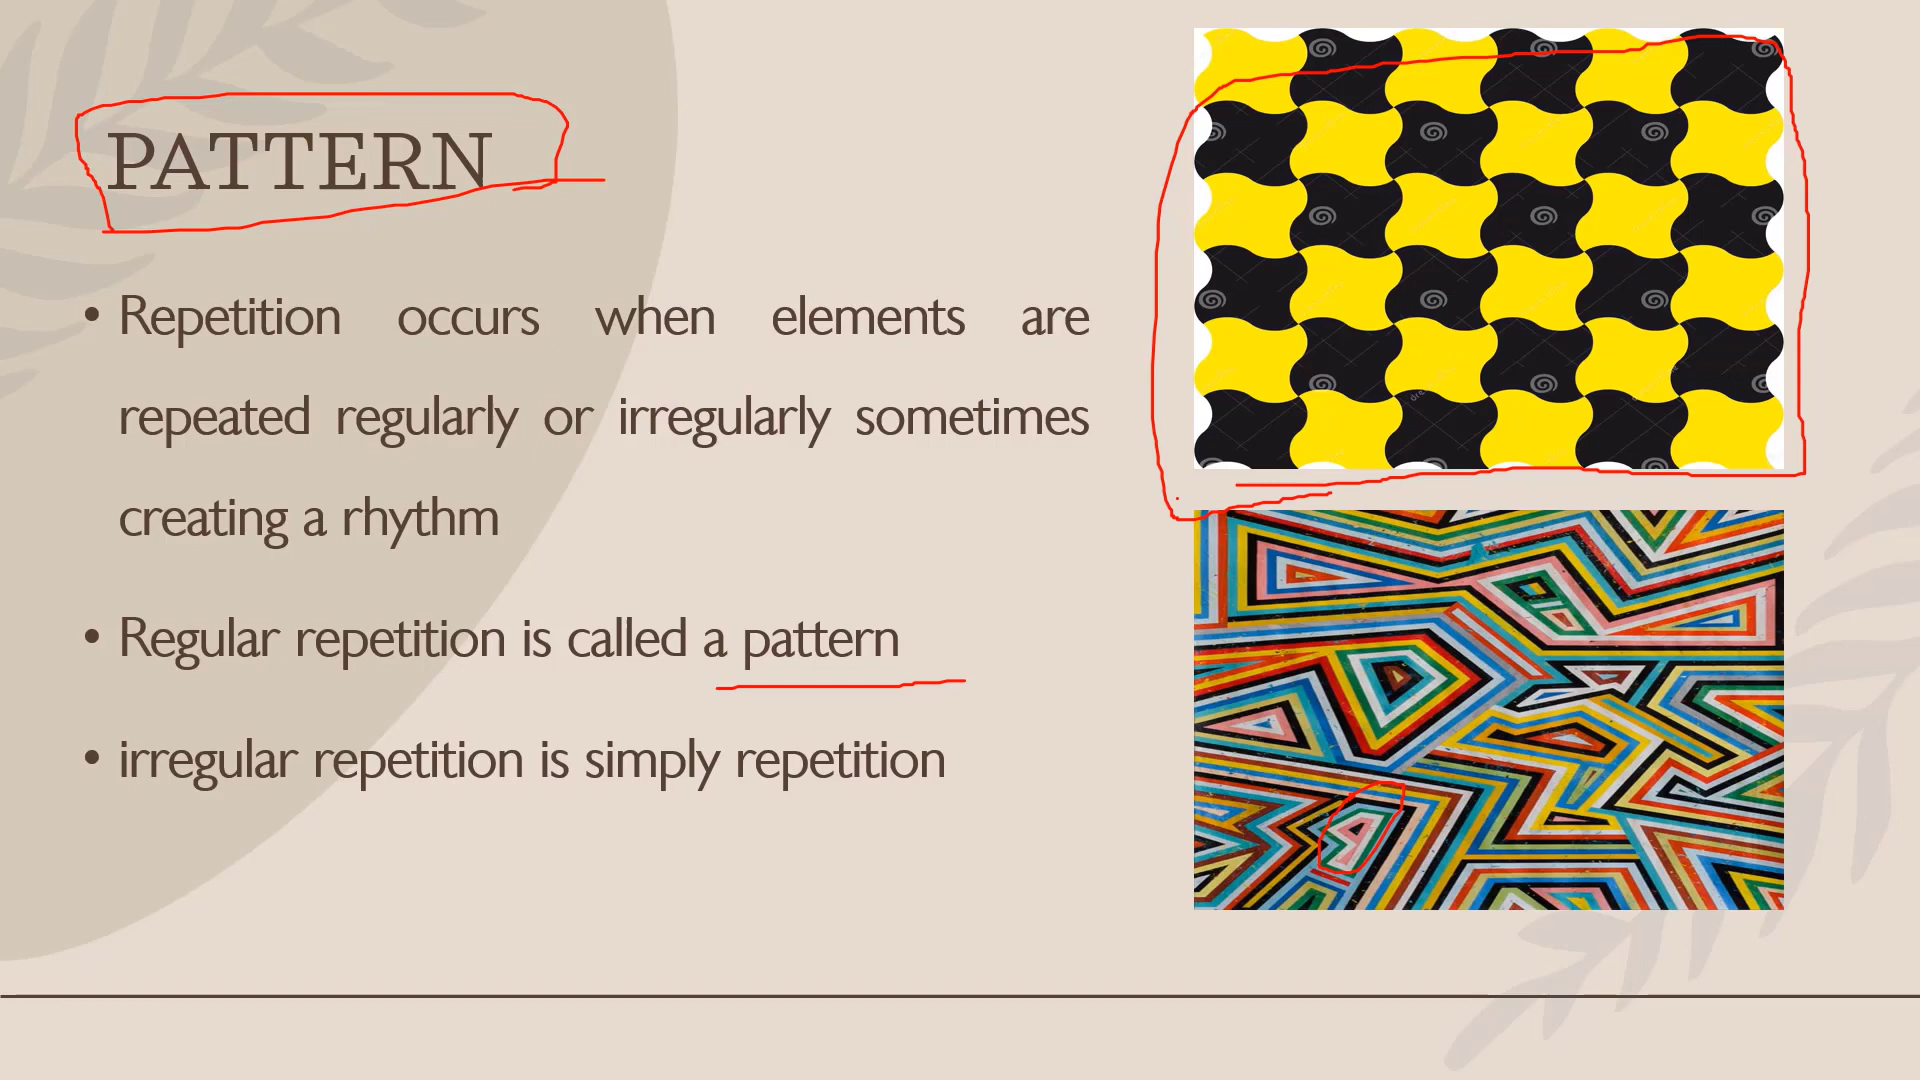 PATTERN
• Repetition occurs when elements are
repeated regularly or irregularly sometimes
creating a rhythm
• Regular repetition is called a pattern
• irregular repetition is simply repetition